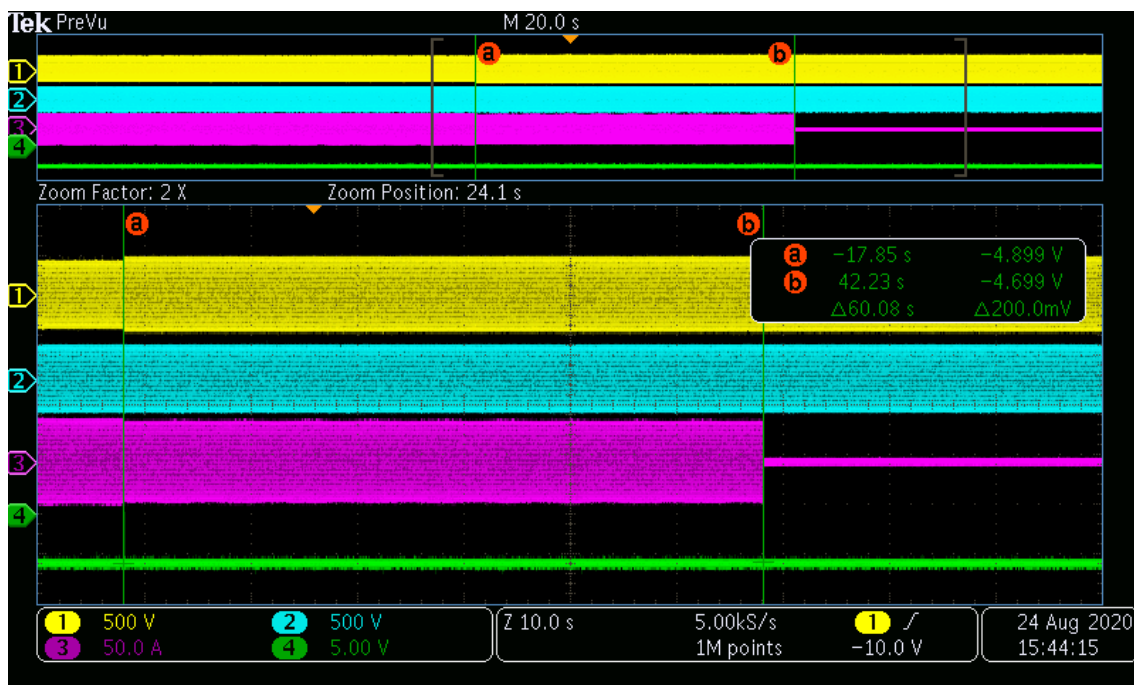 Tek PreVu M 20.0 s
a b
1
2
3
4
Zoom Factor: 2 X Zoom Position: 24.1 s
a b
a -17.85 s -4.899 V
b 42.23 s -4.699 V
△60.08 s △200.0mV
1
2
3
4
1 500 V 2 500 V Z 10.0 s 5.00kS/s 1 24 Aug 2020
3 50.0 A 4 5.00 V 1M points -10.0 V 15:44:15